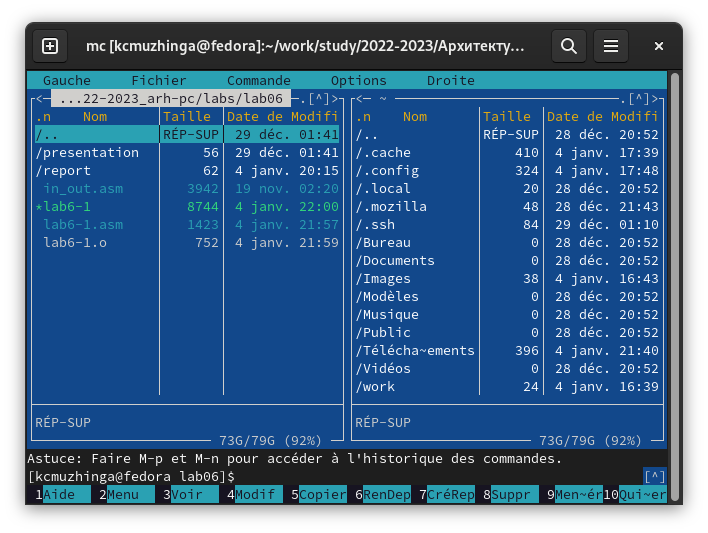 mc [kcmuzhinga@fedora]:~/work/study/2022-2023/Архитекту...
Gauche Fichier Commande Options Droite
<─ ...22-2023_arh-pc/labs/lab06 ─.[^]> <─ ~ ─.[^]>
.n Nom Taille Date de Modifi .n Nom Taille Date de Modifi
/.. RÉP-SUP 29 déc. 01:41 /.. RÉP-SUP 28 déc. 20:52
/presentation 56 29 déc. 01:41 /.cache 410 4 janv. 17:39
/report 62 4 janv. 20:15 /.config 324 4 janv. 17:48
in_out.asm 3942 19 nov. 02:20 /.local 20 28 déc. 20:52
*lab6-1 8744 4 janv. 22:00 /.mozilla 48 28 déc. 21:43
lab6-1.asm 1423 4 janv. 21:57 /.ssh 84 29 déc. 01:10
lab6-1.o 752 4 janv. 21:59 /Bureau 0 28 déc. 20:52
/Documents 0 28 déc. 20:52
/Images 38 4 janv. 16:43
/Modèles 0 28 déc. 20:52
/Musique 0 28 déc. 20:52
/Public 0 28 déc. 20:52
/Télécha~ements 396 4 janv. 21:40
/Vidéos 0 28 déc. 20:52
/work 24 4 janv. 16:39
RÉP-SUP RÉP-SUP
73G/79G (92%) 73G/79G (92%)
Astuce: Faire M-p et M-n pour accéder à l'historique des commandes.
[kcmuzhinga@fedora lab06]$ [^]
1Aide 2Menu 3Voir 4Modif 5Copier 6RenDep 7CréRep 8Suppr 9Men~ér 10Qui~er